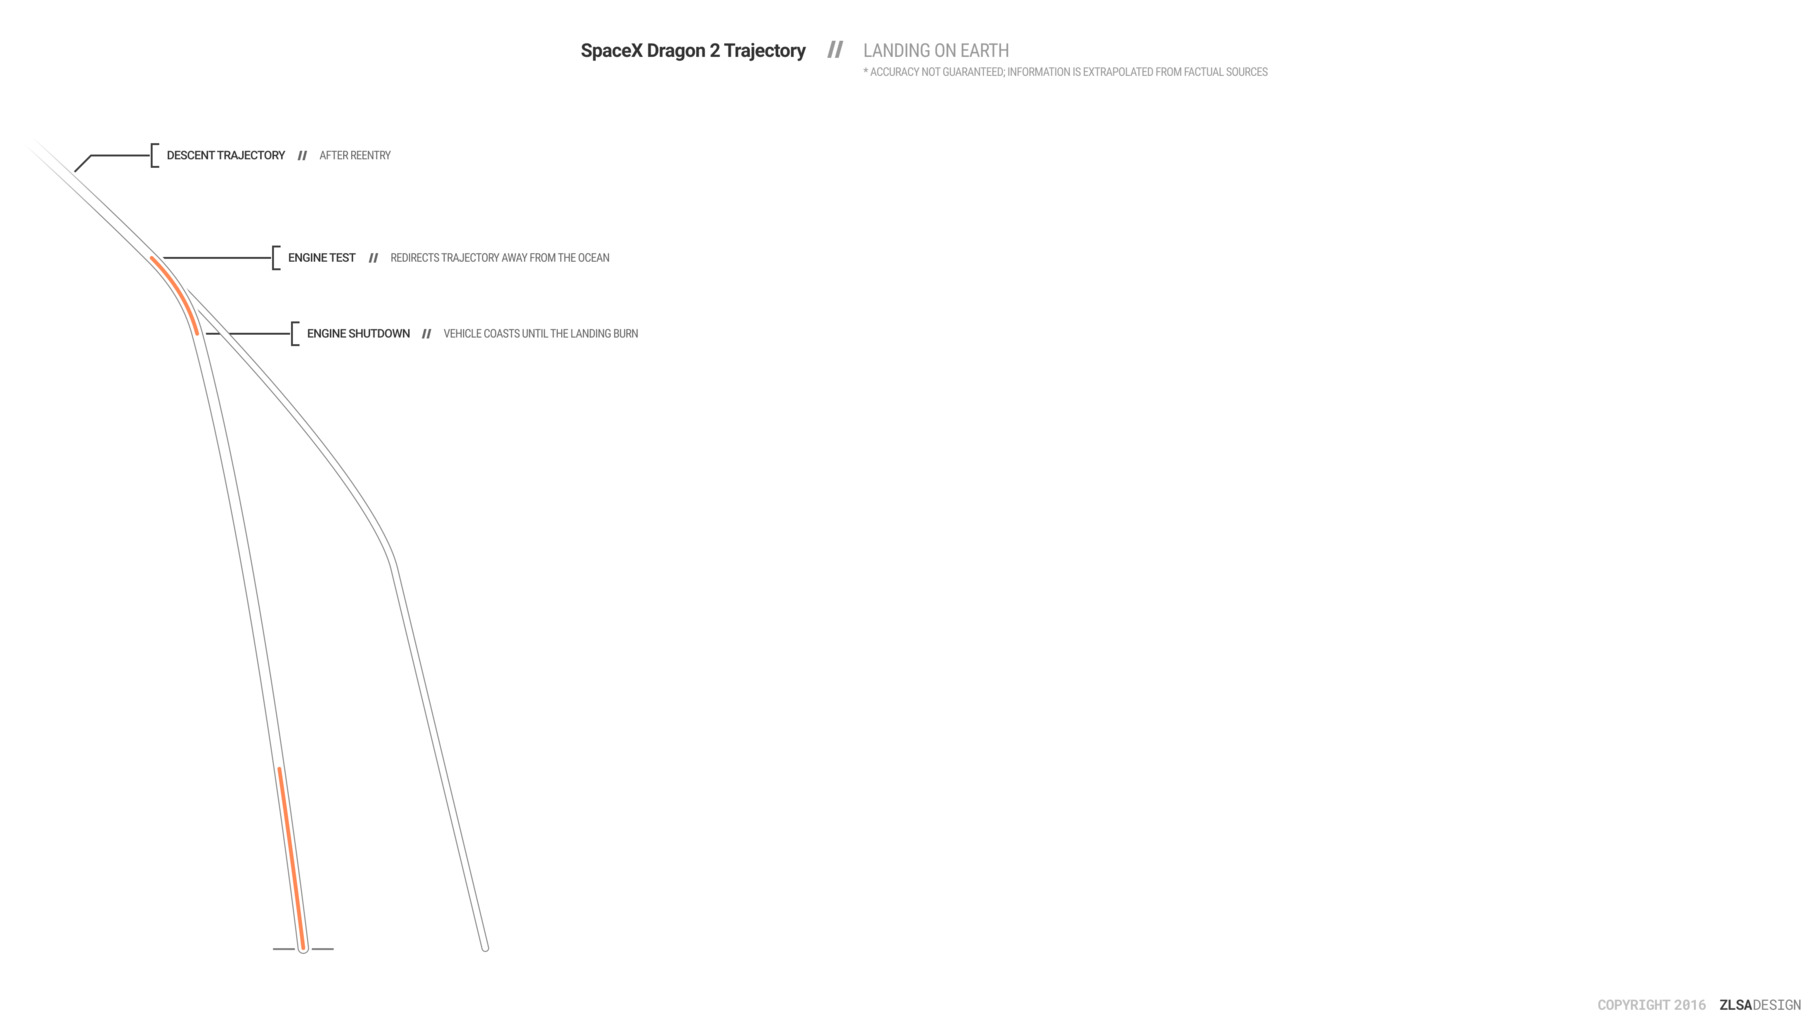 SpaceX Dragon 2 Trajectory // LANDING ON EARTH
* ACCURACY NOT GUARANTEED; INFORMATION IS EXTRAPOLATED FROM FACTUAL SOURCES
DESCENT TRAJECTORY // AFTER REENTRY
ENGINE TEST // REDIRECTS TRAJECTORY AWAY FROM THE OCEAN
ENGINE SHUTDOWN // VEHICLE COASTS UNTIL THE LANDING BURN
COPYRIGHT 2016 ZLSADESIGN